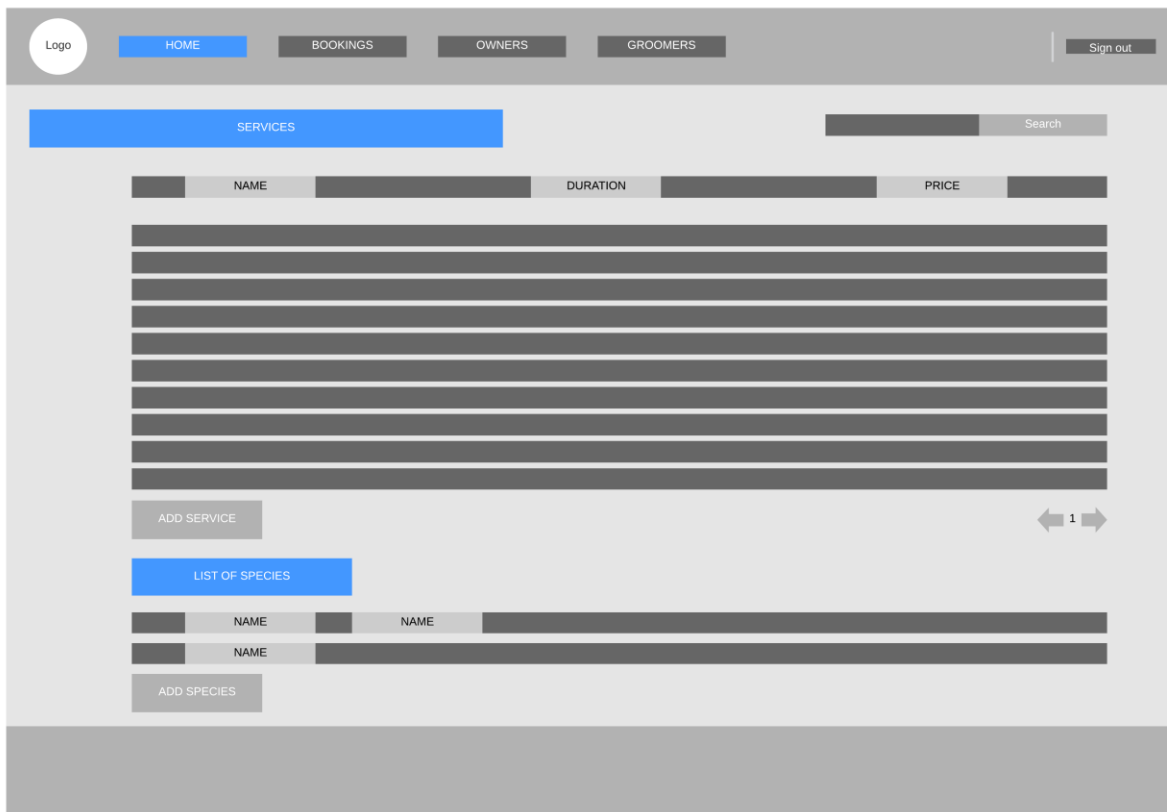 Logo HOME BOOKINGS OWNERS GROOMERS Sign out
SERVICES Search
NAME DURATION PRICE
ADD SERVICE 1
LIST OF SPECIES
NAME NAME
NAME
ADD SPECIES